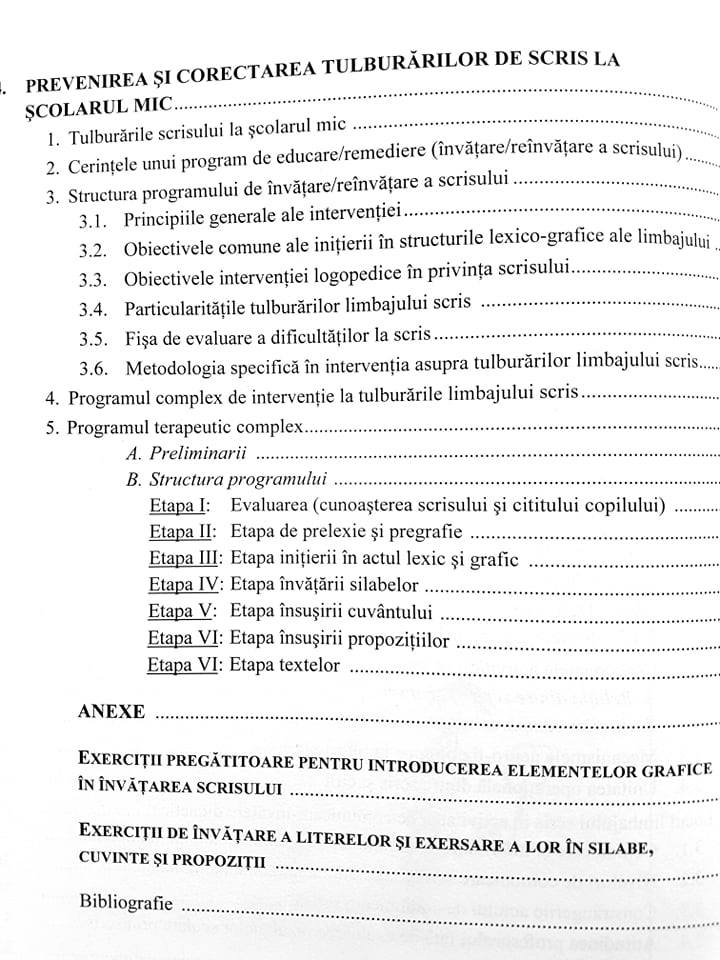 PREVENIREA ŞI CORECTAREA TULBURĂRILOR DE SCRIS LA
ŞCOLARUL MIC
1. Tulburările scrisului la şcolarul mic
2. Cerinţele unui program de educare/remediere (învăţare/reînvăţare a scrisului)
3. Structura programului de învăţare/reînvăţare a scrisului
3.1. Principiile generale ale intervenţiei
3.2. Obiectivele comune ale iniţierii în structurile lexico-grafice ale limbajului
3.3. Obiectivele intervenţiei logopedice în privinţa scrisului
3.4. Particularităţile tulburărilor limbajului scris
3.5. Fişa de evaluare a dificultăţilor la scris
3.6. Metodologia specifică în intervenţia asupra tulburărilor limbajului scris
4. Programul complex de intervenţie la tulburările limbajului scris
5. Programul terapeutic complex
A. Preliminarii
B. Structura programului
Etapa I: Evaluarea (cunoaşterea scrisului şi cititului copilului)
Etapa II: Etapa de prelexie şi pregrafie
Etapa III: Etapa iniţierii în actul lexic şi grafic
Etapa IV: Etapa învăţării silabelor
Etapa V: Etapa însuşirii cuvântului
Etapa VI: Etapa însuşirii propoziţiilor
Etapa VI: Etapa textelor
ANEXE
EXERCIŢII PREGĂTITOARE PENTRU INTRODUCEREA ELEMENTELOR GRAFICE
ÎN ÎNVĂŢAREA SCRISULUI
EXERCIŢII DE ÎNVĂŢARE A LITERELOR ŞI EXERSARE A LOR ÎN SILABE,
CUVINTE ŞI PROPOZIŢII
Bibliografie